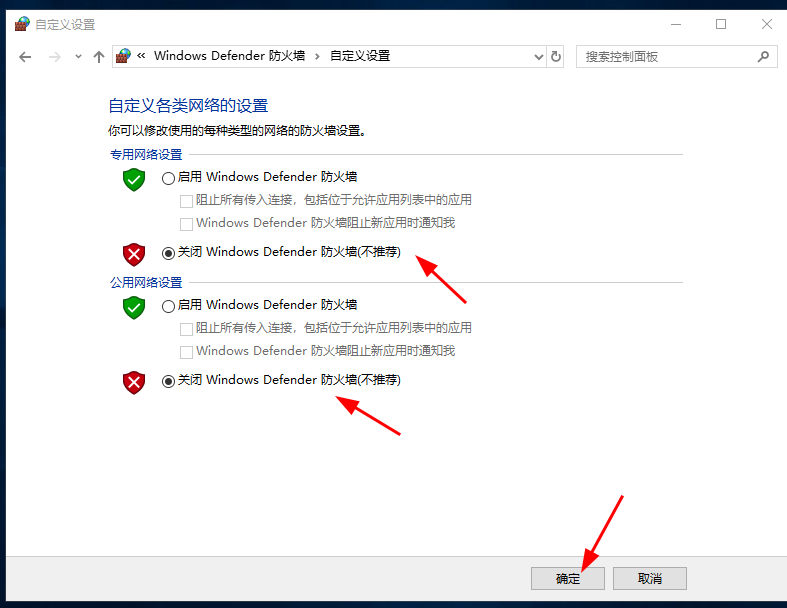 自定义设置
« Windows Defender 防火墙 › 自定义设置
搜索控制面板
自定义各类网络的设置
你可以修改使用的每种类型的网络的防火墙设置。
专用网络设置
启用 Windows Defender 防火墙
阻止所有传入连接，包括位于允许应用列表中的应用
Windows Defender 防火墙阻止新应用时通知我
关闭 Windows Defender 防火墙(不推荐)
公用网络设置
启用 Windows Defender 防火墙
阻止所有传入连接，包括位于允许应用列表中的应用
Windows Defender 防火墙阻止新应用时通知我
关闭 Windows Defender 防火墙(不推荐)
确定
取消